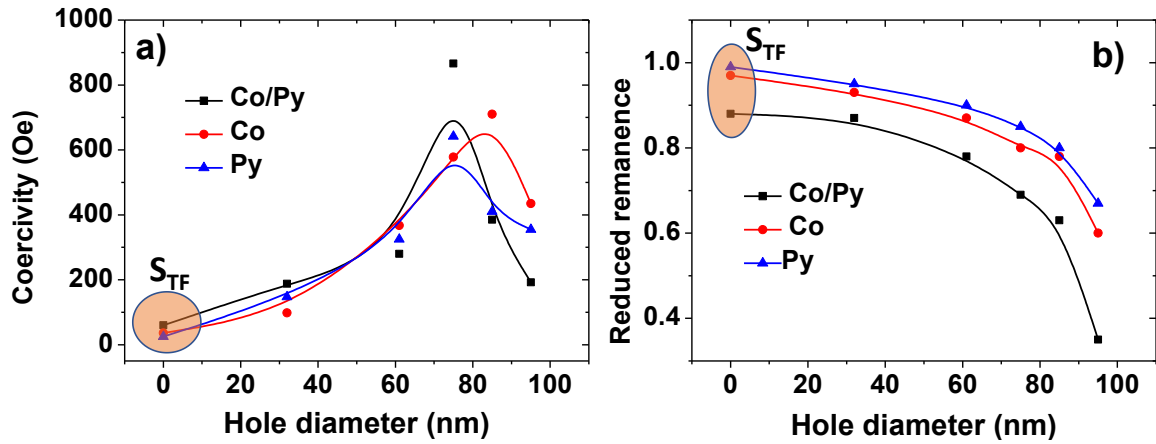 a)
S_TF
Co/Py
Co
Py
1000
800
600
400
200
0
Coercivity (Oe)
0 20 40 60 80 100
Hole diameter (nm)
b)
S_TF
Co/Py
Co
Py
1.0
0.8
0.6
0.4
Reduced remanence
0 20 40 60 80 100
Hole diameter (nm)